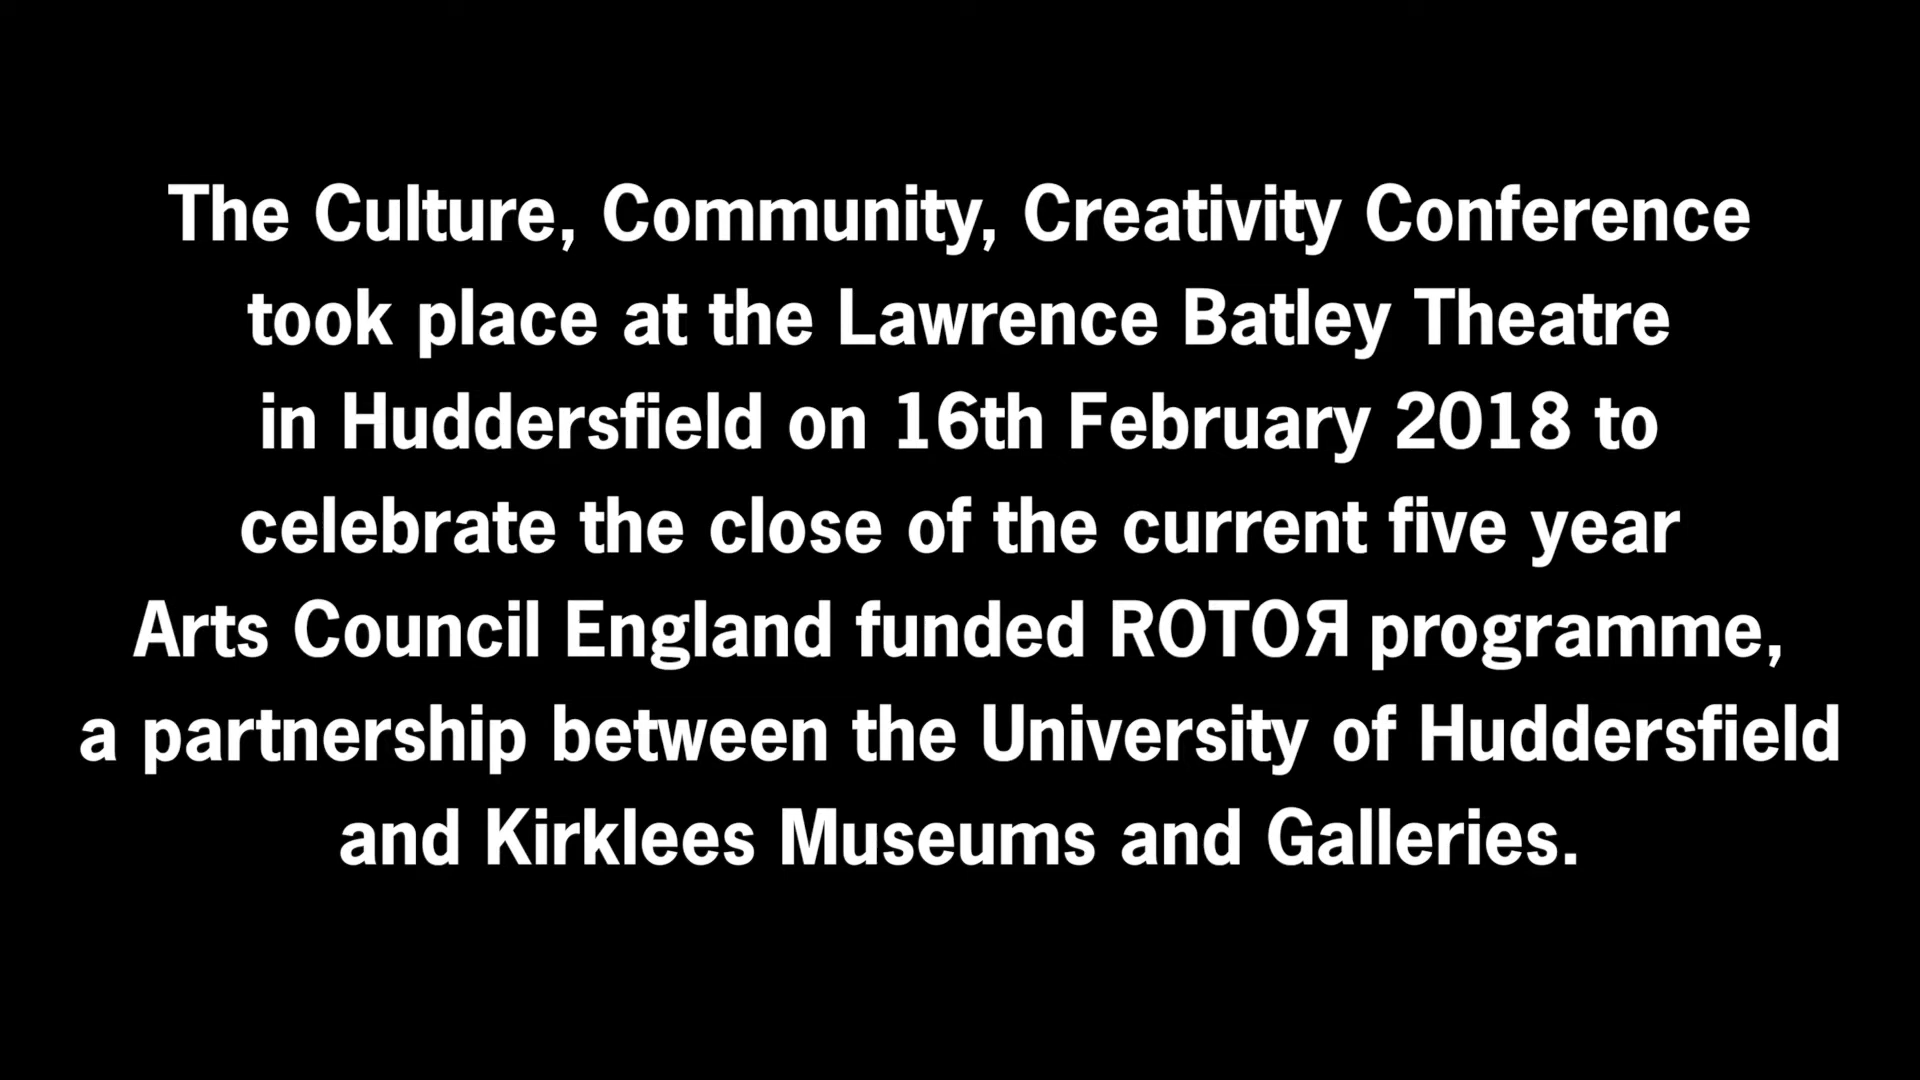 The Culture, Community, Creativity Conference
took place at the Lawrence Batley Theatre
in Huddersfield on 16th February 2018 to
celebrate the close of the current five year
Arts Council England funded ROTOЯ programme,
a partnership between the University of Huddersfield
and Kirklees Museums and Galleries.